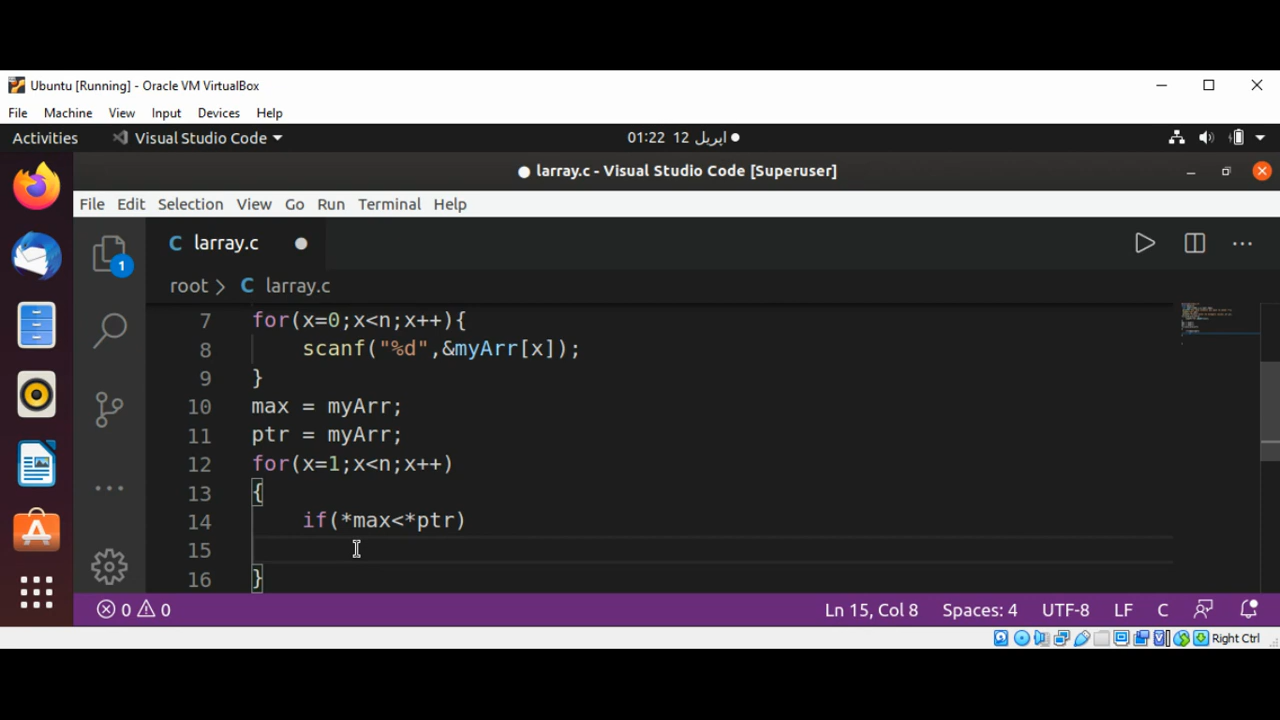 Ubuntu [Running] - Oracle VM VirtualBox
File Machine View Input Devices Help
Activities Visual Studio Code 01:22 12 اپریل
larray.c - Visual Studio Code [Superuser]
File Edit Selection View Go Run Terminal Help
C larray.c
1
root > C larray.c
7 for(x=0;x<n;x++){
8 scanf("%d",&myArr[x]);
9 }
10 max = myArr;
11 ptr = myArr;
12 for(x=1;x<n;x++)
13 {
14 if(*max<*ptr)
15
16 }
0 0 Ln 15, Col 8 Spaces: 4 UTF-8 LF C
Right Ctrl